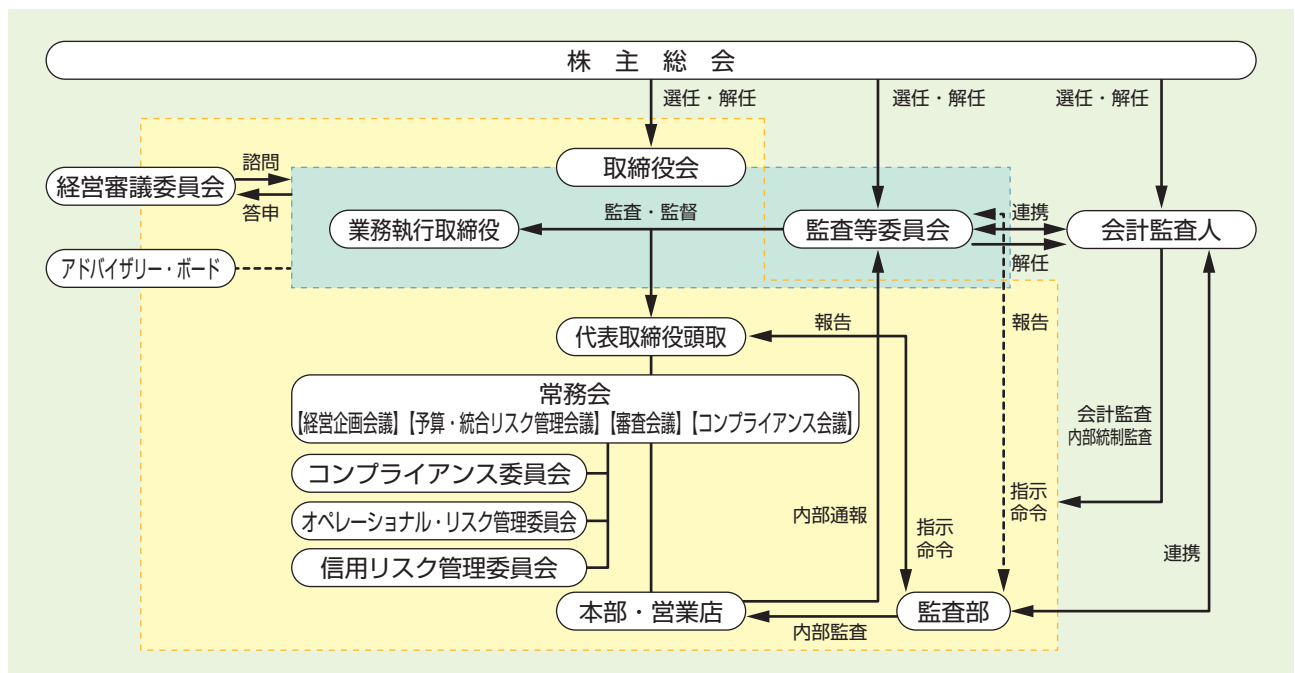 株 主 総 会
選任・解任
選任・解任
選任・解任
取締役会
経営審議委員会
諮問
答申
業務執行取締役
監査・監督
監査等委員会
連携
解任
会計監査人
アドバイザリー・ボード
代表取締役頭取
報告
報告
常務会
【経営企画会議】【予算・統合リスク管理会議】【審査会議】【コンプライアンス会議】
会計監査
内部統制監査
コンプライアンス委員会
オペレーショナル・リスク管理委員会
信用リスク管理委員会
内部通報
指示
命令
指示
命令
連携
本部・営業店
内部監査
監査部